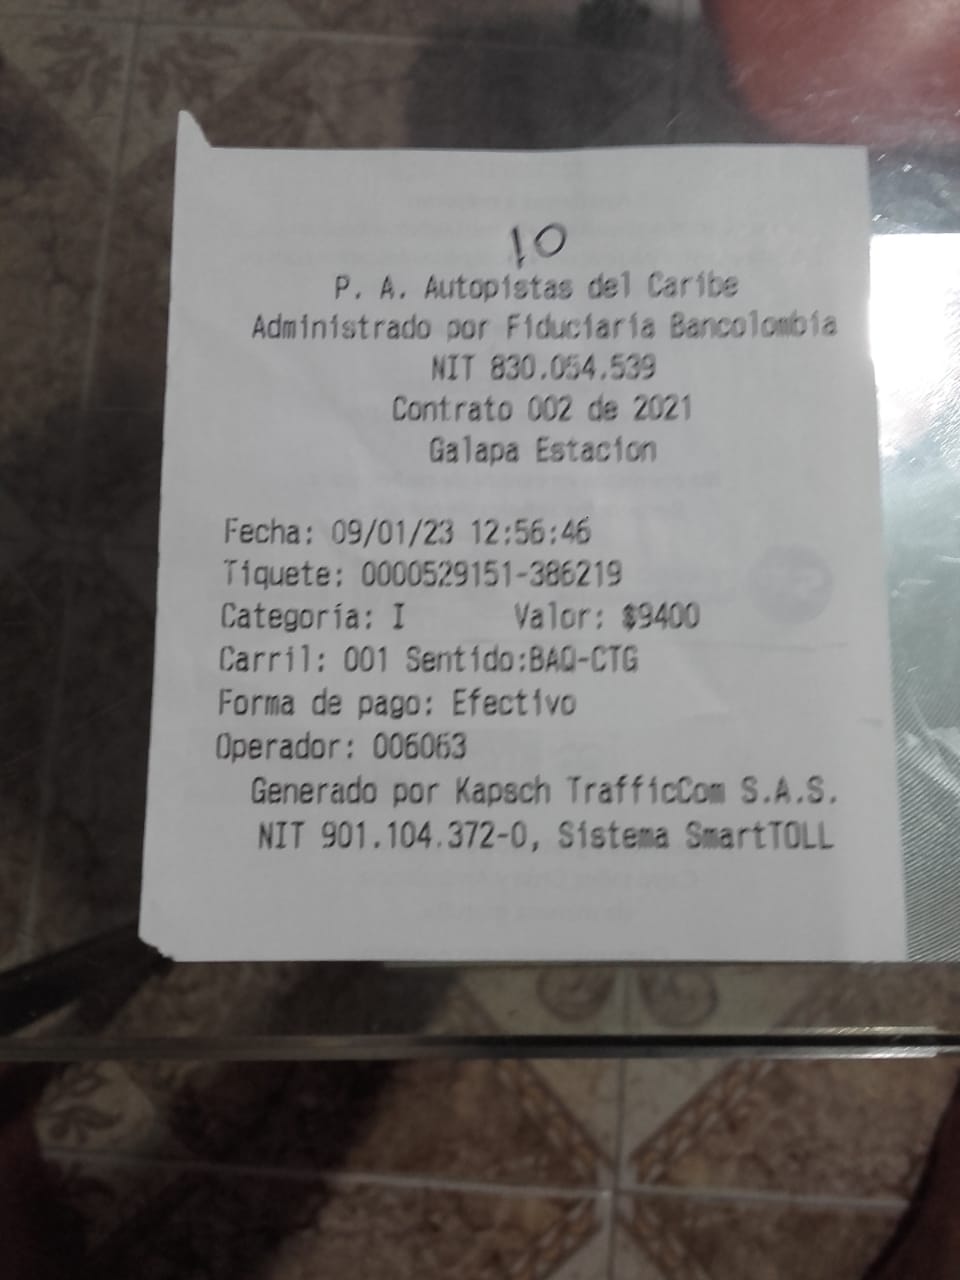 10
P. A. Autopistas del Caribe
Administrado por Fiduciaria Bancolombia
NIT 830.054.539
Contrato 002 de 2021
Galapa Estacion
Fecha: 09/01/23 12:56:46
Tiquete: 0000529151-386219
Categoría: I Valor: $9400
Carril: 001 Sentido:BAQ-CTG
Forma de pago: Efectivo
Operador: 006063
Generado por Kapsch TrafficCom S.A.S.
NIT 901.104.372-0, Sistema SmartTOLL